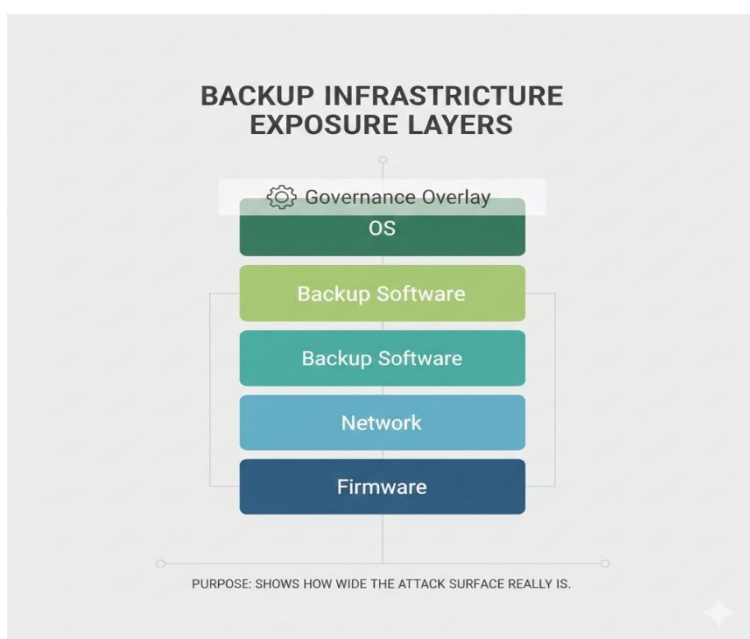 BACKUP INFRASTRICTURE
EXPOSURE LAYERS
Governance Overlay
OS
Backup Software
Backup Software
Network
Firmware
PURPOSE: SHOWS HOW WIDE THE ATTACK SURFACE REALLY IS.